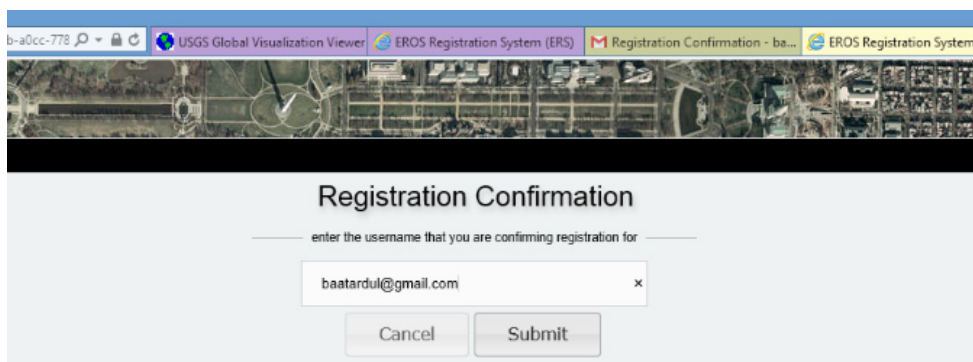 b-a0cc-778
USGS Global Visualization Viewer
EROS Registration System (ERS)
Registration Confirmation - ba...
EROS Registration System
Registration Confirmation
enter the username that you are confirming registration for
baatardul@gmail.com
Cancel
Submit